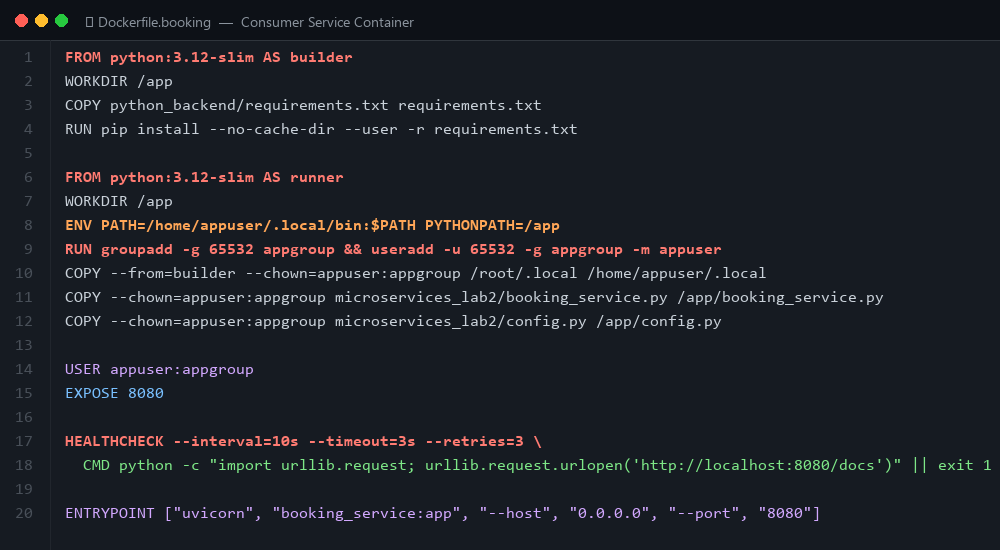 Dockerfile.booking — Consumer Service Container
1 FROM python:3.12-slim AS builder
2 WORKDIR /app
3 COPY python_backend/requirements.txt requirements.txt
4 RUN pip install --no-cache-dir --user -r requirements.txt
5
6 FROM python:3.12-slim AS runner
7 WORKDIR /app
8 ENV PATH=/home/appuser/.local/bin:$PATH PYTHONPATH=/app
9 RUN groupadd -g 65532 appgroup && useradd -u 65532 -g appgroup -m appuser
10 COPY --from=builder --chown=appuser:appgroup /root/.local /home/appuser/.local
11 COPY --chown=appuser:appgroup microservices_lab2/booking_service.py /app/booking_service.py
12 COPY --chown=appuser:appgroup microservices_lab2/config.py /app/config.py
13
14 USER appuser:appgroup
15 EXPOSE 8080
16
17 HEALTHCHECK --interval=10s --timeout=3s --retries=3 \
18 CMD python -c "import urllib.request; urllib.request.urlopen('http://localhost:8080/docs')" || exit 1
19
20 ENTRYPOINT ["uvicorn", "booking_service:app", "--host", "0.0.0.0", "--port", "8080"]